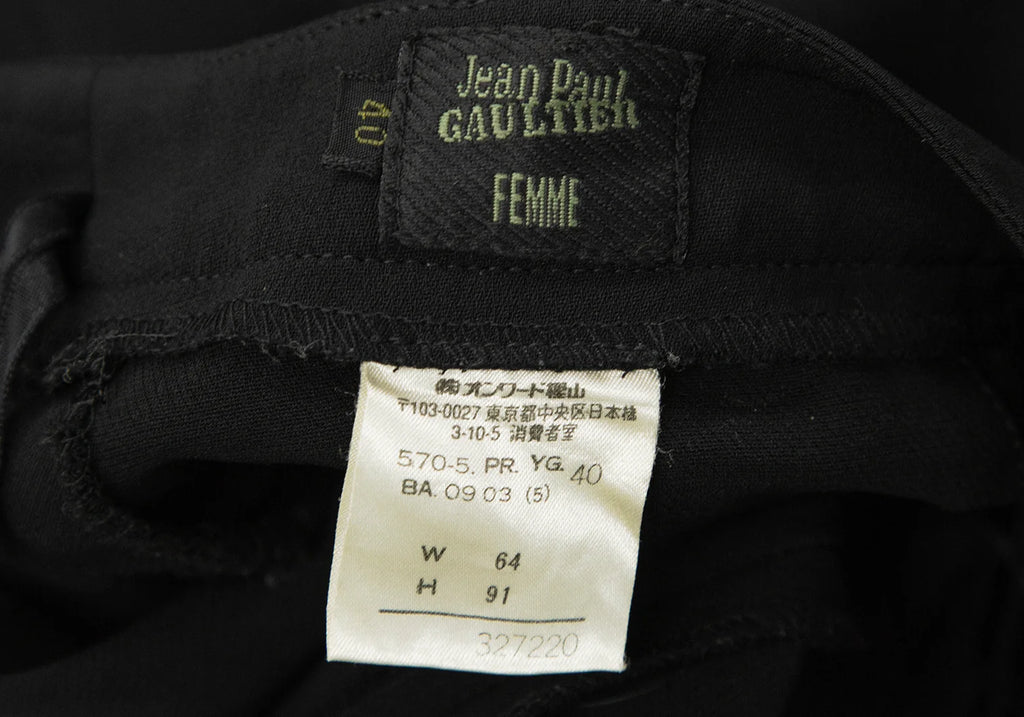 Jean Paul
GAULTIER
FEMME
40
㈱オンワード樫山
〒103-0027 東京都中央区日本橋
3-10-5 消費者室
570-5. PR. YG. 40
BA. 09 03 (5)
W 64
H 91
327220